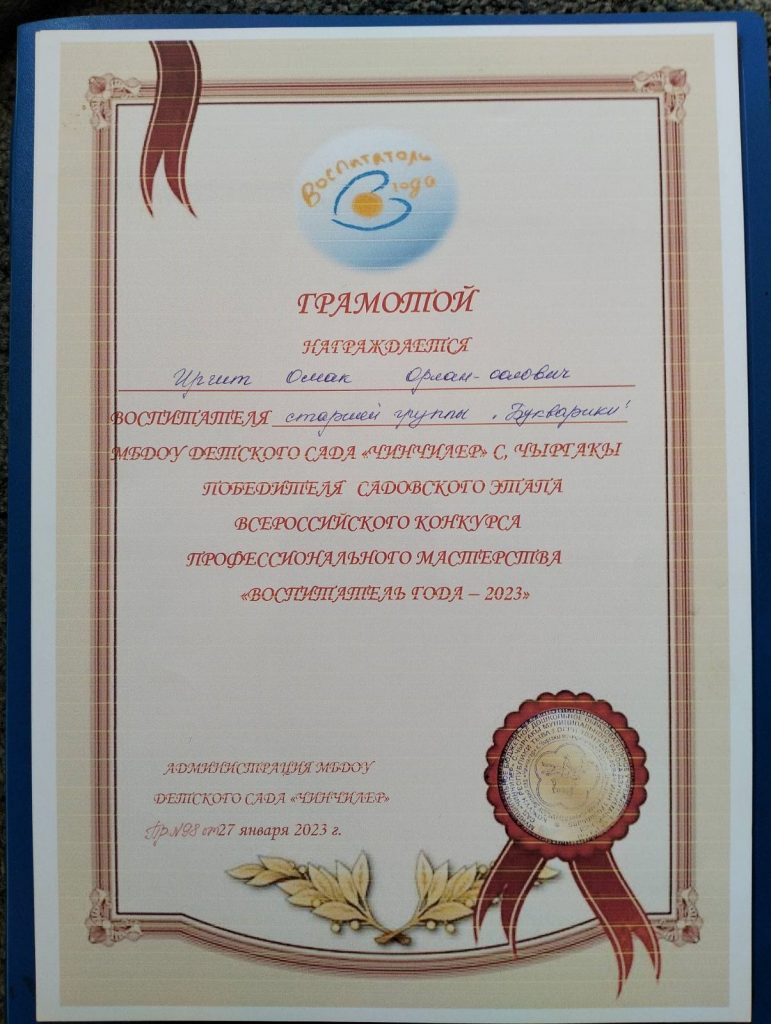 Воспитатель года
ГРАМОТОЙ
НАГРАЖДАЕТСЯ
Иргит Омак Орлан-оолович
ВОСПИТАТЕЛЯ старшей группы "Букварики"
МБДОУ ДЕТСКОГО САДА «ЧИНЧИЛЕР» С, ЧЫРГАКЫ
ПОБЕДИТЕЛЯ САДОВСКОГО ЭТАПА
ВСЕРОССИЙСКОГО КОНКУРСА
ПРОФЕССИОНАЛЬНОГО МАСТЕРСТВА
«ВОСПИТАТЕЛЬ ГОДА – 2023»
АДМИНИСТРАЦИЯ МБДОУ
ДЕТСКОГО САДА «ЧИНЧИЛЕР»
Пр №98 от 27 января 2023 г.